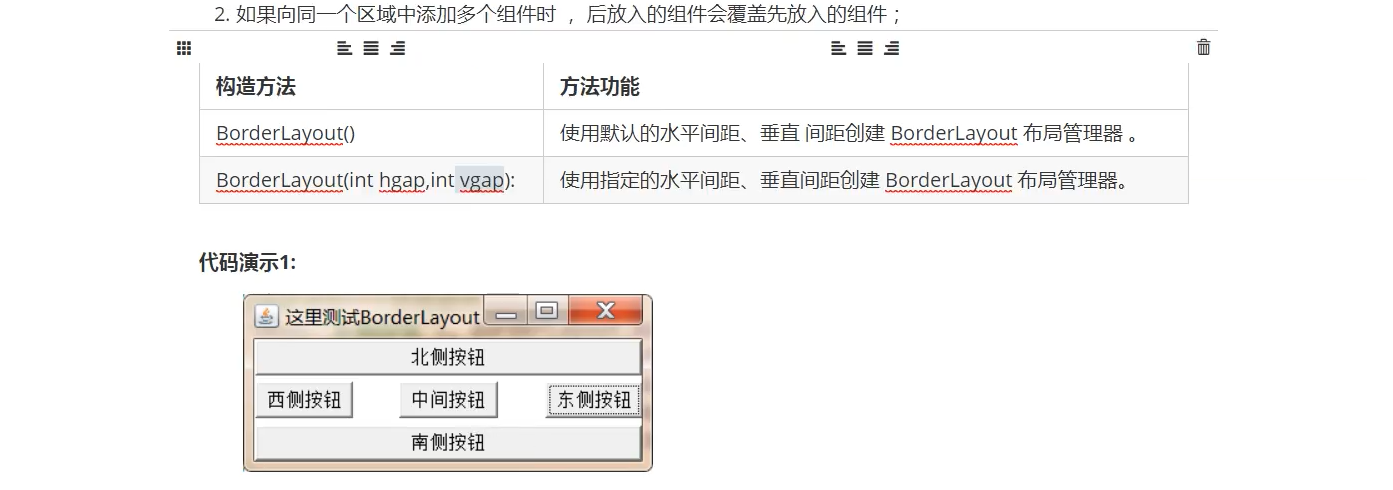 2. 如果向同一个区域中添加多个组件时 ，后放入的组件会覆盖先放入的组件；
构造方法 方法功能
BorderLayout() 使用默认的水平间距、垂直 间距创建 BorderLayout 布局管理器 。
BorderLayout(int hgap,int vgap): 使用指定的水平间距、垂直间距创建 BorderLayout 布局管理器。
代码演示1:
这里测试BorderLayout
北侧按钮
西侧按钮 中间按钮 东侧按钮
南侧按钮